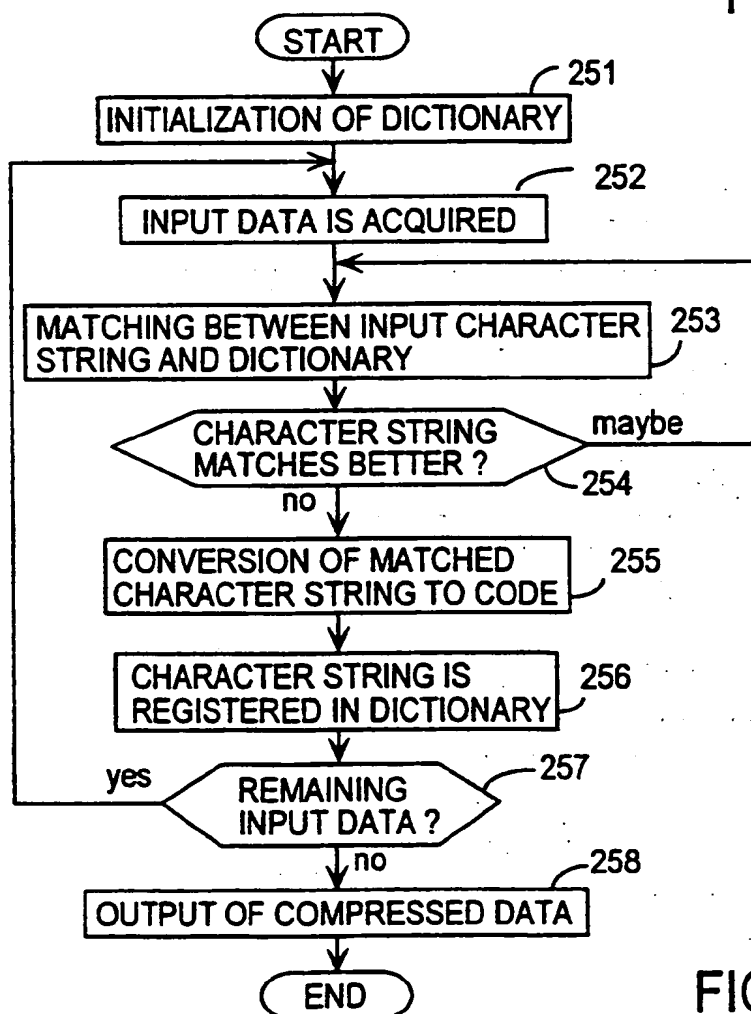 START
251
INITIALIZATION OF DICTIONARY
252
INPUT DATA IS ACQUIRED
MATCHING BETWEEN INPUT CHARACTER
STRING AND DICTIONARY
253
CHARACTER STRING
MATCHES BETTER ?
maybe
254
no
CONVERSION OF MATCHED
CHARACTER STRING TO CODE
255
CHARACTER STRING IS
REGISTERED IN DICTIONARY
256
yes
REMAINING
INPUT DATA ?
257
no
258
OUTPUT OF COMPRESSED DATA
END